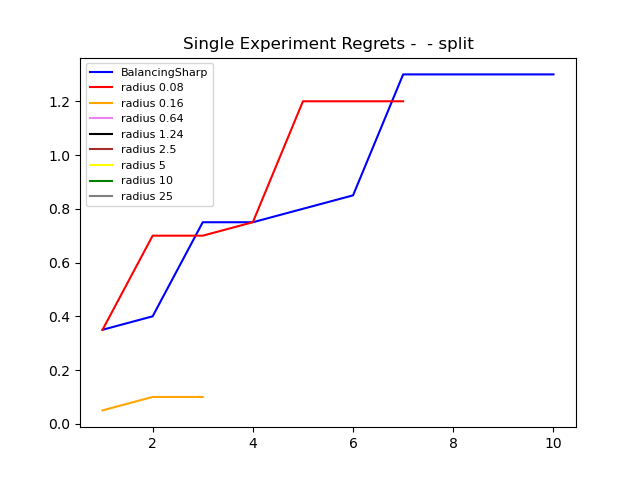 Single Experiment Regrets -  - split
BalancingSharp
radius 0.08
radius 0.16
radius 0.64
radius 1.24
radius 2.5
radius 5
radius 10
radius 25
1.2
1.0
0.8
0.6
0.4
0.2
0.0
2 4 6 8 10